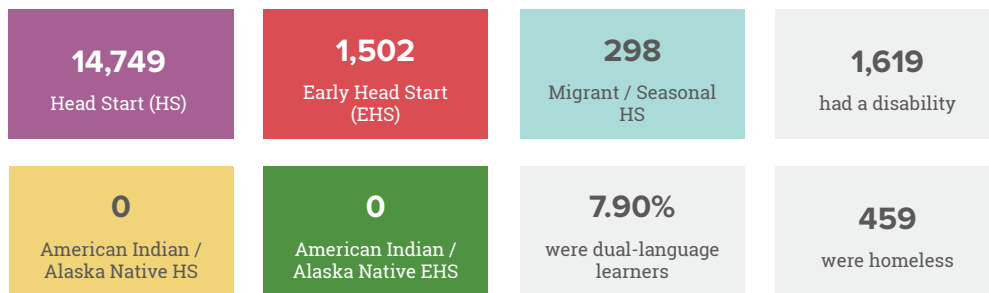 14,749
Head Start (HS)
1,502
Early Head Start
(EHS)
298
Migrant / Seasonal
HS
1,619
had a disability
0
American Indian /
Alaska Native HS
0
American Indian /
Alaska Native EHS
7.90%
were dual-language
learners
459
were homeless